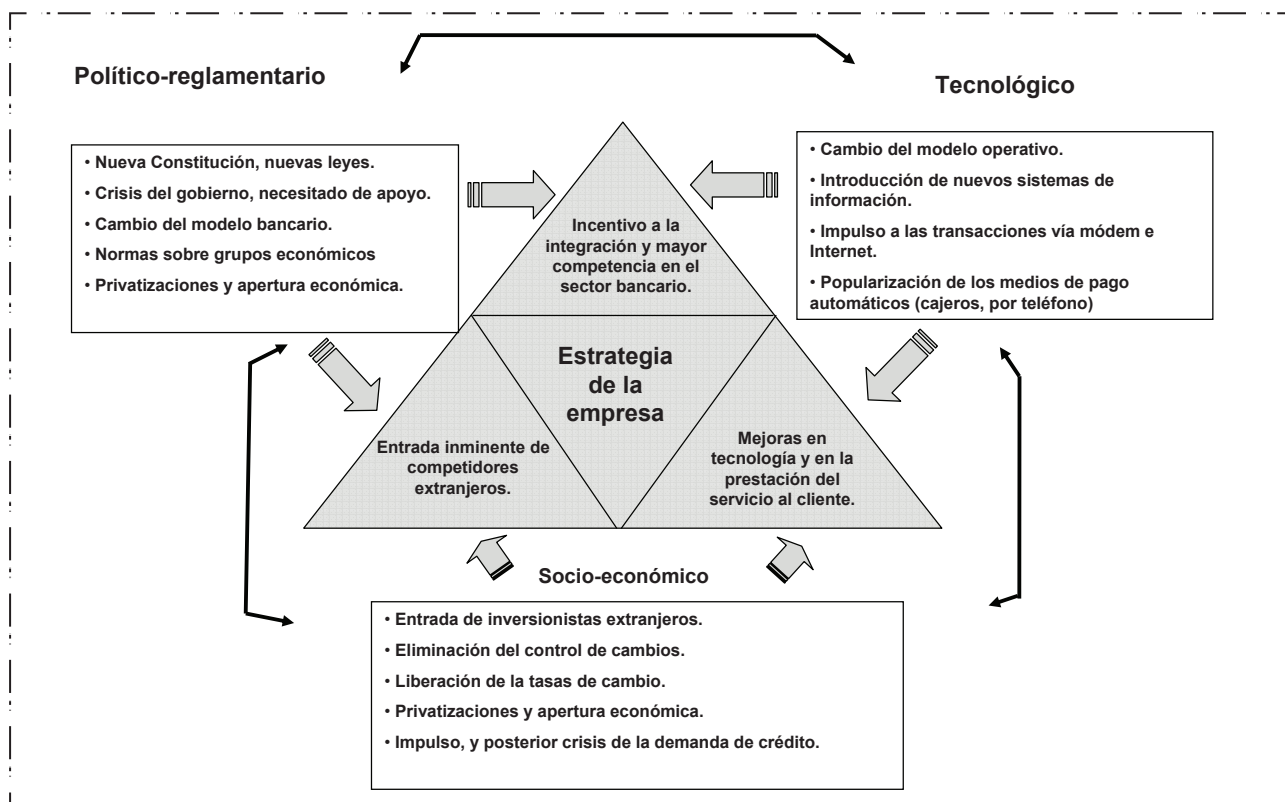 Político-reglamentario
Tecnológico
• Nueva Constitución, nuevas leyes.
• Crisis del gobierno, necesitado de apoyo.
• Cambio del modelo bancario.
• Normas sobre grupos económicos
• Privatizaciones y apertura económica.
• Cambio del modelo operativo.
• Introducción de nuevos sistemas de
información.
• Impulso a las transacciones vía módem e
Internet.
• Popularización de los medios de pago
automáticos (cajeros, por teléfono)
Incentivo a la
integración y mayor
competencia en el
sector bancario.
Estrategia
de la
empresa
Entrada inminente de
competidores
extranjeros.
Mejoras en
tecnología y en la
prestación del
servicio al cliente.
Socio-económico
• Entrada de inversionistas extranjeros.
• Eliminación del control de cambios.
• Liberación de la tasas de cambio.
• Privatizaciones y apertura económica.
• Impulso, y posterior crisis de la demanda de crédito.